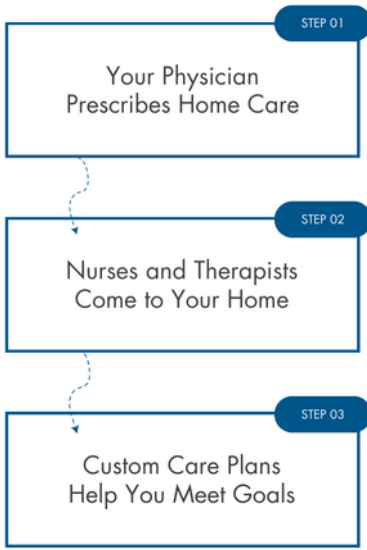 STEP 01
Your Physician
Prescribes Home Care
STEP 02
Nurses and Therapists
Come to Your Home
STEP 03
Custom Care Plans
Help You Meet Goals